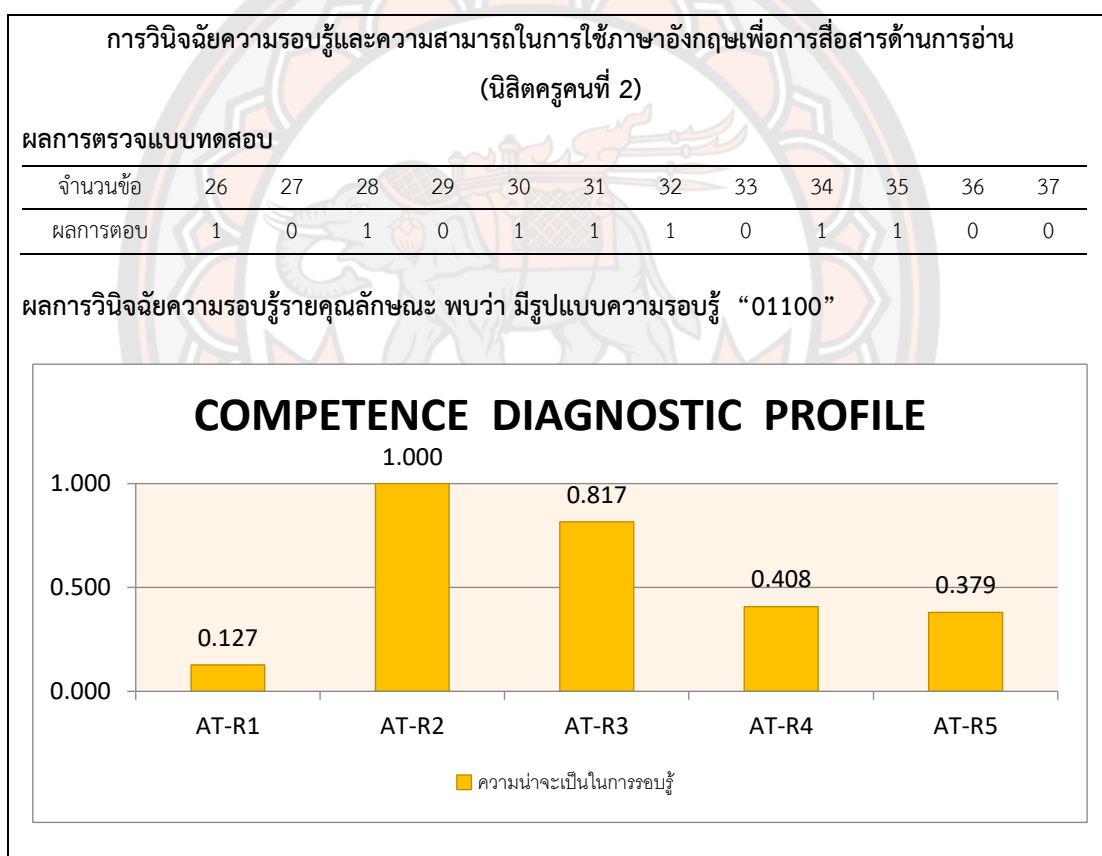 การวินิจฉัยความรอบรู้และความสามารถในการใช้ภาษาอังกฤษเพื่อการสื่อสารด้านการอ่าน
(นิสิตครูคนที่ 2)
ผลการตรวจแบบทดสอบ
จำนวนข้อ 26 27 28 29 30 31 32 33 34 35 36 37
ผลการตอบ 1 0 1 0 1 1 1 0 1 1 0 0
ผลการวินิจฉัยความรอบรู้รายคุณลักษณะ พบว่า มีรูปแบบความรอบรู้ “01100”
COMPETENCE DIAGNOSTIC PROFILE
1.000
1.000
0.817
0.500
0.408
0.379
0.127
0.000
AT-R1 AT-R2 AT-R3 AT-R4 AT-R5
ความน่าจะเป็นในการรอบรู้